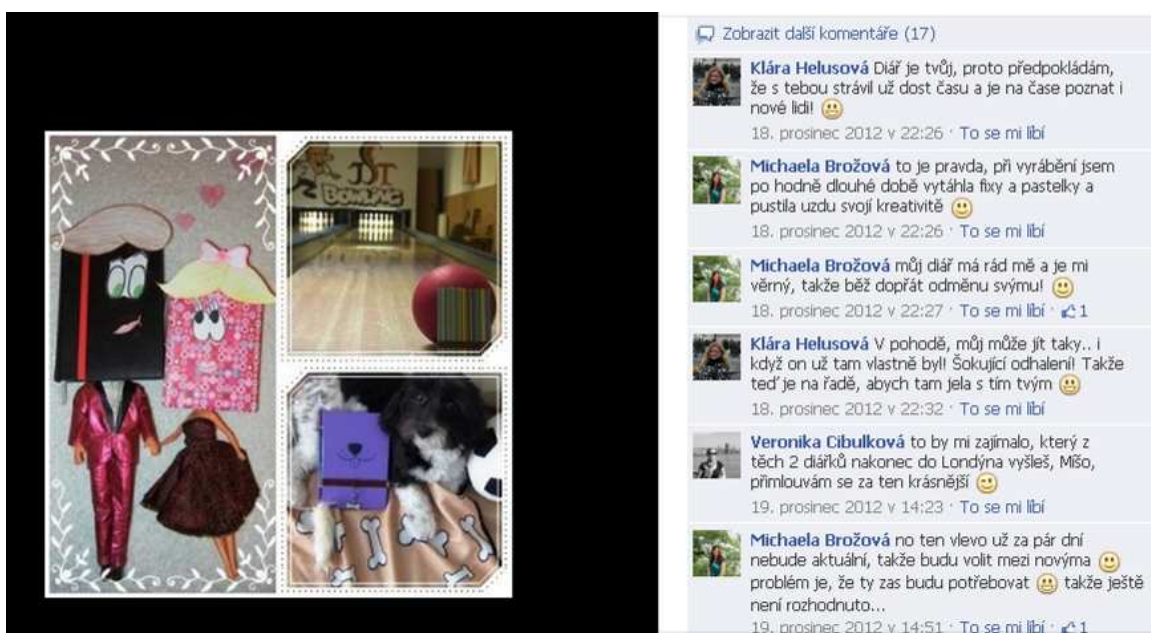 JDT
BOWLING
Zobrazit další komentáře (17)
Klára Helusová Diář je tvůj, proto předpokládám,
že s tebou strávil už dost času a je na čase poznat i
nové lidi!
18. prosinec 2012 v 22:26 · To se mi líbí
Michaela Brožová to je pravda, při vyrábění jsem
po hodně dlouhé době vytáhla fixy a pastelky a
pustila uzdu svojí kreativitě
18. prosinec 2012 v 22:26 · To se mi líbí
Michaela Brožová můj diář má rád mě a je mi
věrný, takže běž dopřát odměnu svýmu!
18. prosinec 2012 v 22:27 · To se mi líbí · 1
Klára Helusová V pohodě, můj může jít taky.. i
když on už tam vlastně byl! Šokující odhalení! Takže
teď je na řadě, abych tam jela s tím tvým
18. prosinec 2012 v 22:32 · To se mi líbí
Veronika Cibulková to by mi zajímalo, který z
těch 2 diářků nakonec do Londýna vyšleš, Míšo,
přimlouvám se za ten krásnější
19. prosinec 2012 v 14:23 · To se mi líbí
Michaela Brožová no ten vlevo už za pár dní
nebude aktuální, takže budu volit mezi novýma
problém je, že ty zas budu potřebovat takže ještě
není rozhodnuto...
19. prosinec 2012 v 14:51 · To se mi líbí · 1